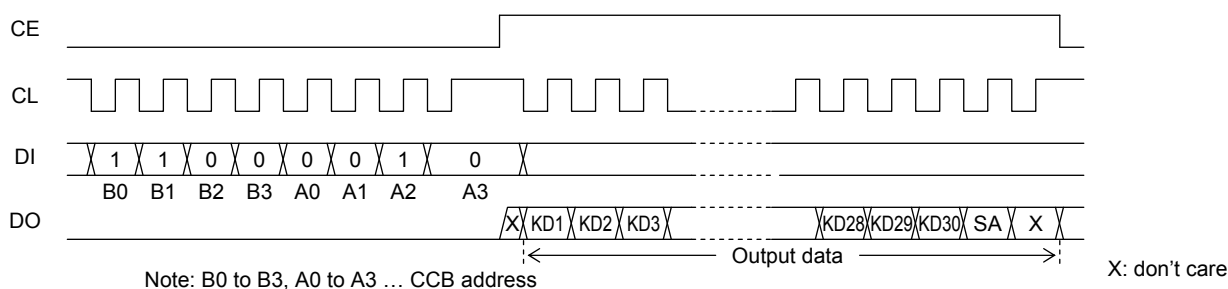 CE
CL
DI 1 1 0 0 0 0 1 0
B0 B1 B2 B3 A0 A1 A2 A3
DO X KD1 KD2 KD3 KD28 KD29 KD30 SA X
Output data
X: don't care
Note: B0 to B3, A0 to A3 … CCB address